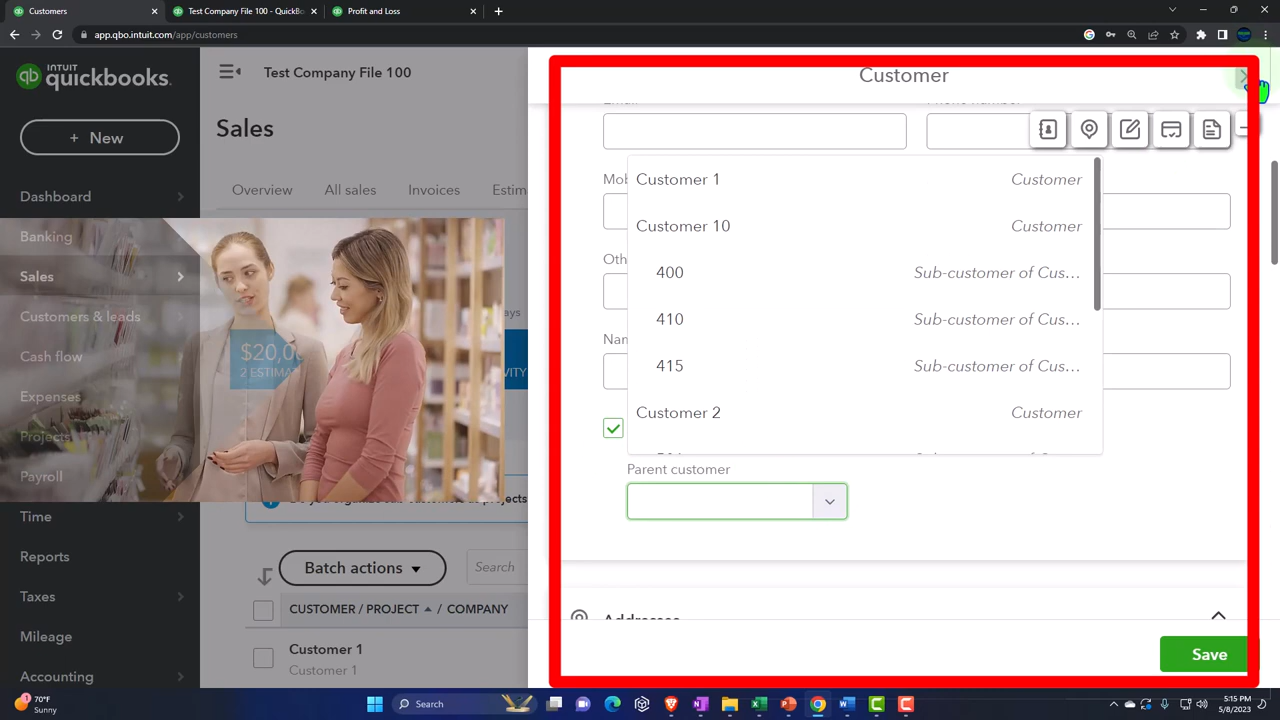 Customers
Test Company File 100 - QuickBo
Profit and Loss
app.qbo.intuit.com/app/customers
INTUIT
quickbooks.
Test Company File 100
Customer
+ New
Sales
Overview
All sales
Invoices
Dashboard
Banking
Sales
Customers & leads
Cash flow
Expenses
Projects
Payroll
Time
Reports
Taxes
Mileage
Accounting
Customer 1 Customer
Customer 10 Customer
400 Sub-customer of Cus...
410 Sub-customer of Cus...
415 Sub-customer of Cus...
Customer 2 Customer
Parent customer
Batch actions
Search
CUSTOMER / PROJECT / COMPANY
Customer 1
Customer 1
Addresses
Save
70°F
Sunny
Search
5:15 PM
5/8/2023